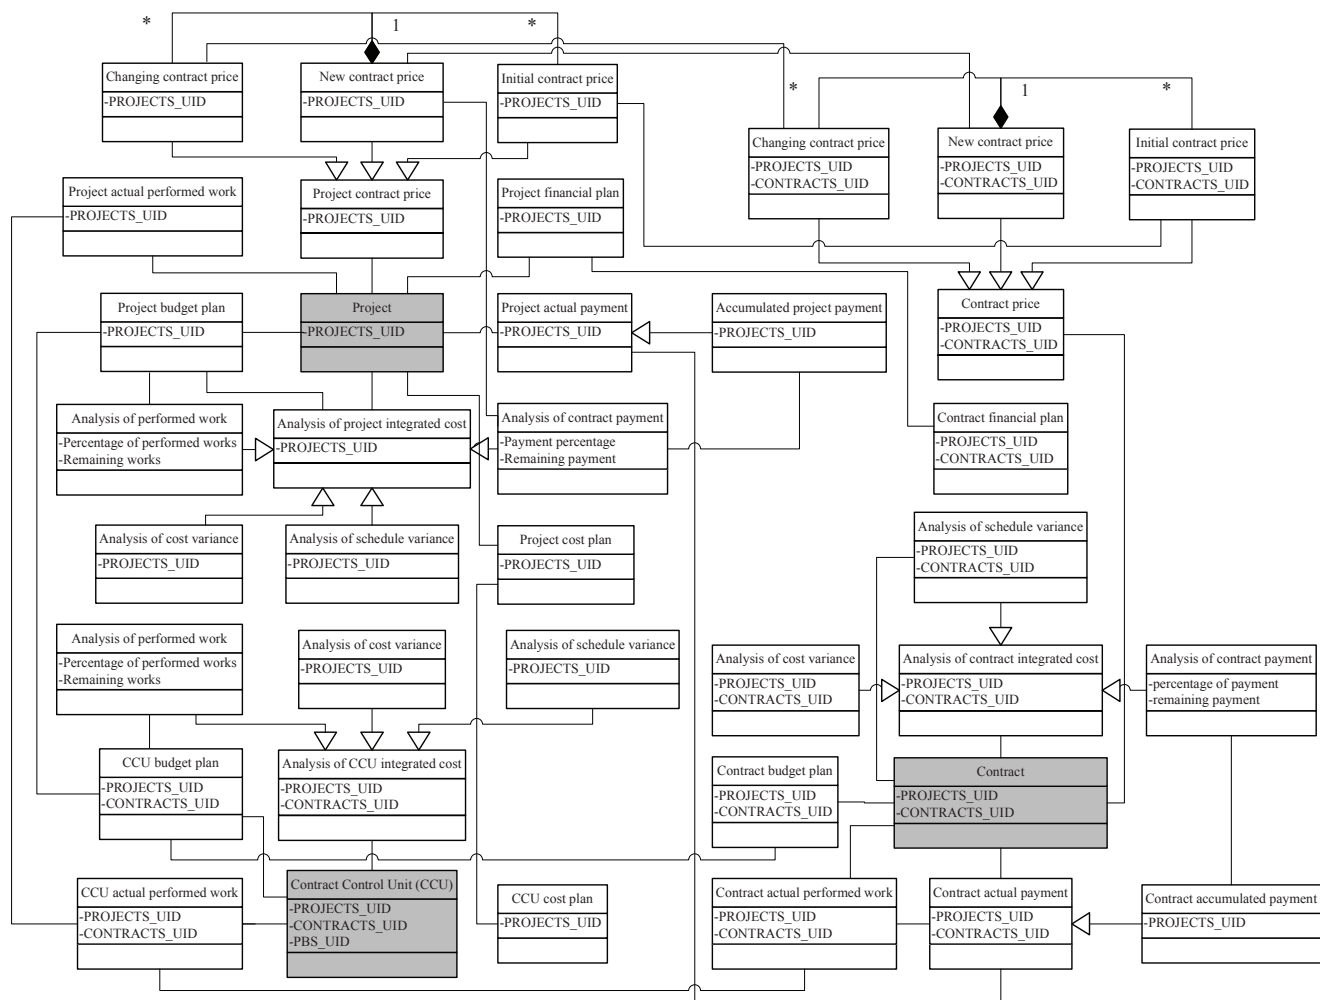 *
1
*
Changing contract price
-PROJECTS_UID
New contract price
-PROJECTS_UID
Initial contract price
-PROJECTS_UID
*
1
*
Changing contract price
-PROJECTS_UID
-CONTRACTS_UID
New contract price
-PROJECTS_UID
-CONTRACTS_UID
Initial contract price
-PROJECTS_UID
-CONTRACTS_UID
Project actual performed work
-PROJECTS_UID
Project contract price
-PROJECTS_UID
Project financial plan
-PROJECTS_UID
Project budget plan
-PROJECTS_UID
Project
-PROJECTS_UID
Project actual payment
-PROJECTS_UID
Accumulated project payment
-PROJECTS_UID
Contract price
-PROJECTS_UID
-CONTRACTS_UID
Analysis of performed work
-Percentage of performed works
-Remaining works
Analysis of project integrated cost
-PROJECTS_UID
Analysis of contract payment
-Payment percentage
-Remaining payment
Contract financial plan
-PROJECTS_UID
-CONTRACTS_UID
Analysis of cost variance
-PROJECTS_UID
Analysis of schedule variance
-PROJECTS_UID
Project cost plan
-PROJECTS_UID
Analysis of schedule variance
-PROJECTS_UID
-CONTRACTS_UID
Analysis of performed work
-Percentage of performed works
-Remaining works
Analysis of cost variance
-PROJECTS_UID
Analysis of schedule variance
-PROJECTS_UID
Analysis of cost variance
-PROJECTS_UID
-CONTRACTS_UID
Analysis of contract integrated cost
-PROJECTS_UID
-CONTRACTS_UID
Analysis of contract payment
-percentage of payment
-remaining payment
CCU budget plan
-PROJECTS_UID
-CONTRACTS_UID
Analysis of CCU integrated cost
-PROJECTS_UID
-CONTRACTS_UID
Contract budget plan
-PROJECTS_UID
-CONTRACTS_UID
Contract
-PROJECTS_UID
-CONTRACTS_UID
CCU actual performed work
-PROJECTS_UID
-CONTRACTS_UID
Contract Control Unit (CCU)
-PROJECTS_UID
-CONTRACTS_UID
-PBS_UID
CCU cost plan
-PROJECTS_UID
Contract actual performed work
-PROJECTS_UID
-CONTRACTS_UID
Contract actual payment
-PROJECTS_UID
-CONTRACTS_UID
Contract accumulated payment
-PROJECTS_UID